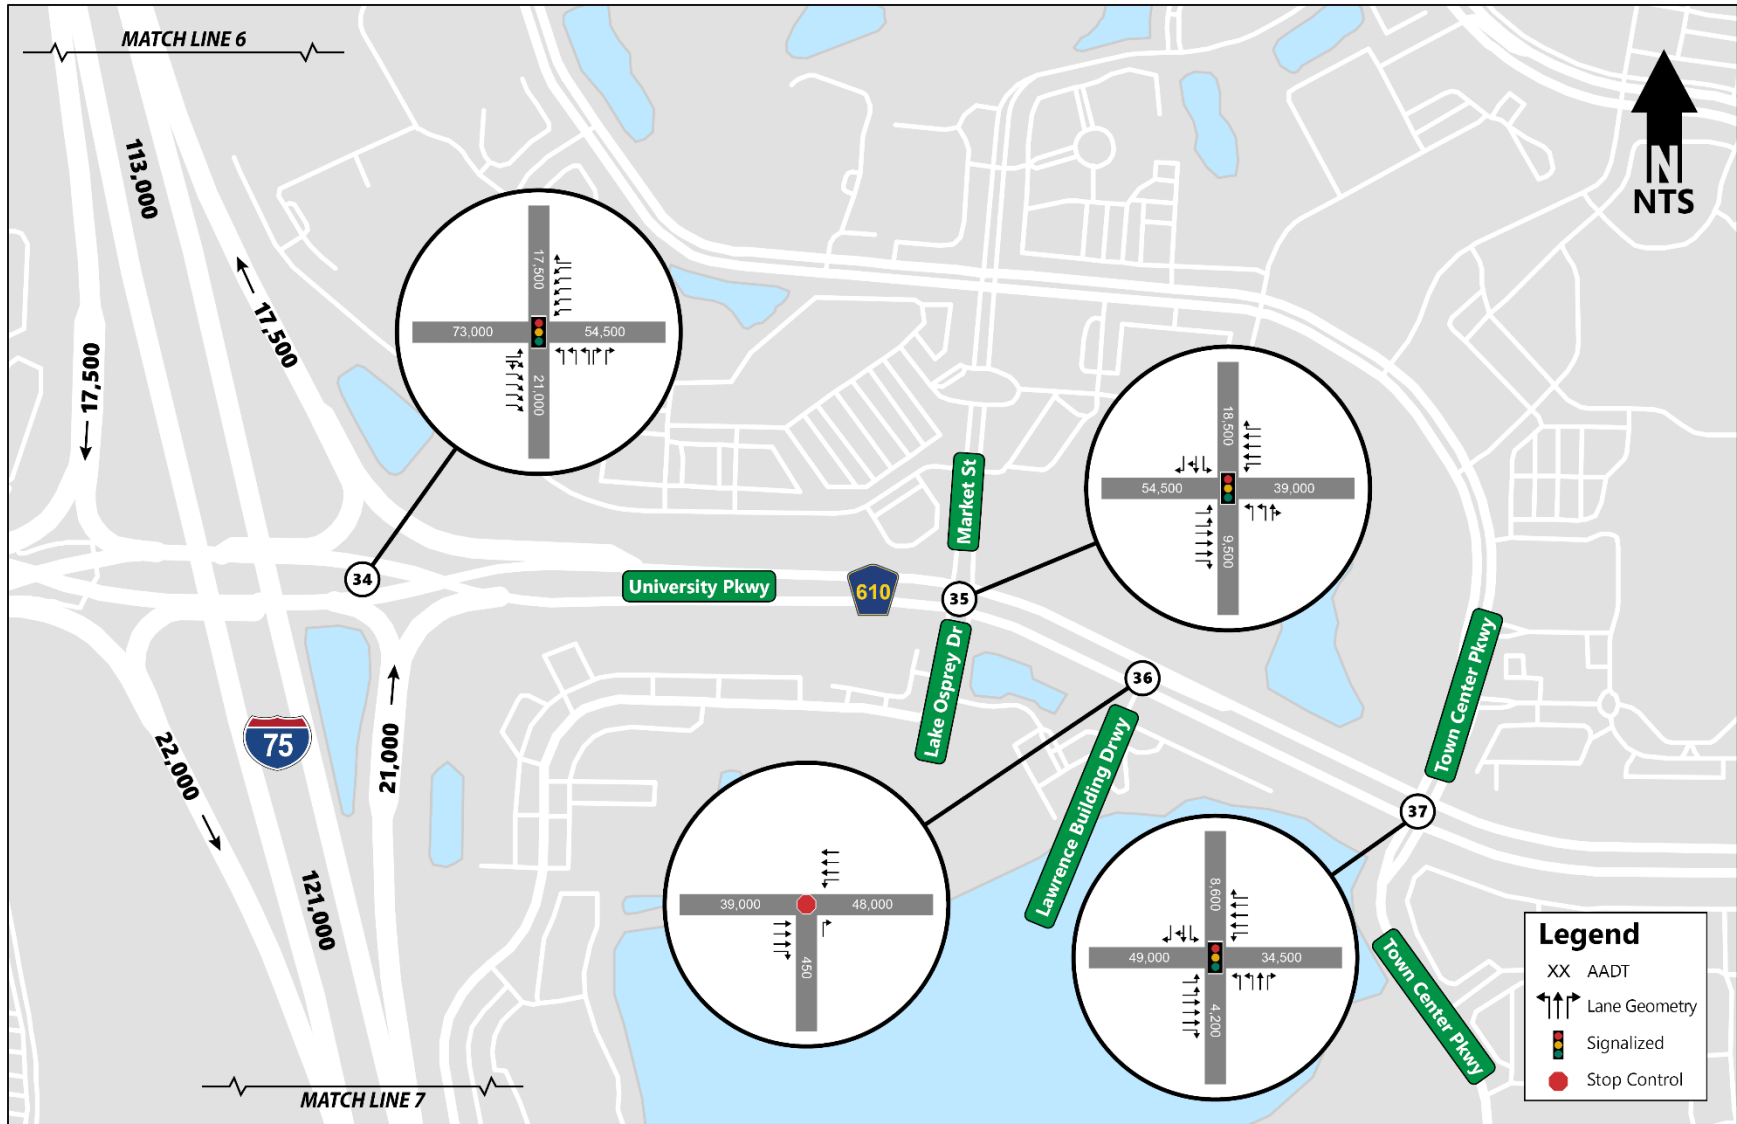 MATCH LINE 6
N
NTS
113,000
17,500
17,500
17,500
73,000
54,500
21,000
34
University Pkwy
610
Market St
35
Lake Osprey Dr
18,500
54,500
39,000
9,500
36
Lawrence Building Drwy
Town Center Pkwy
37
Town Center Pkwy
75
22,000
21,000
121,000
39,000
48,000
450
8,600
49,000
34,500
4,200
MATCH LINE 7
Legend
XX AADT
Lane Geometry
Signalized
Stop Control